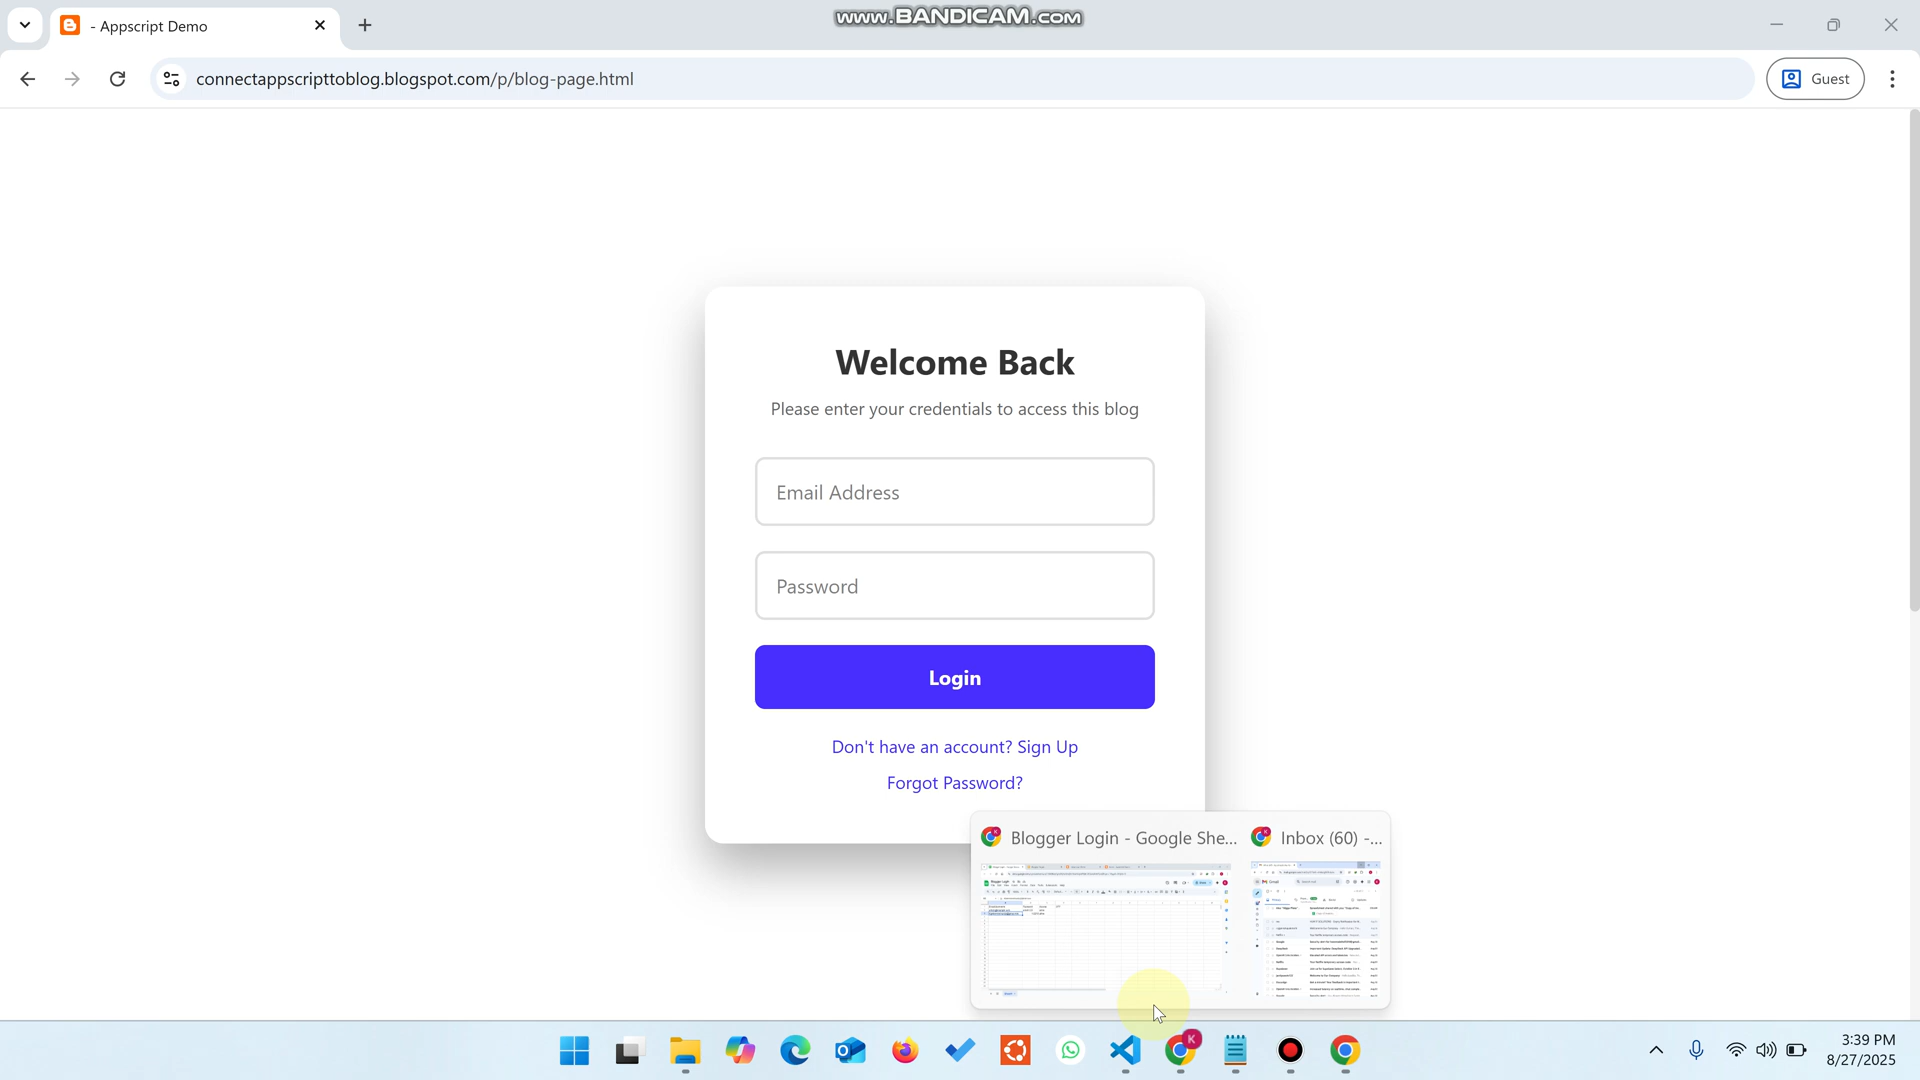 www.BANDICAM.com
- Appscript Demo
connectappscripttoblog.blogspot.com/p/blog-page.html
Guest
Welcome Back
Please enter your credentials to access this blog
Email Address
Password
Login
Don't have an account? Sign Up
Forgot Password?
Blogger Login - Google She...
Inbox (60) -...
K
3:39 PM
8/27/2025